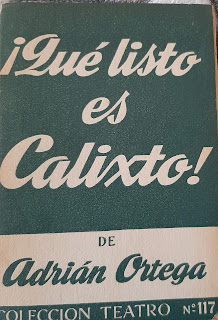 ¡Qué listo
es
Calixto!
DE
Adrián Ortega
COLECCION TEATRO Nº 117